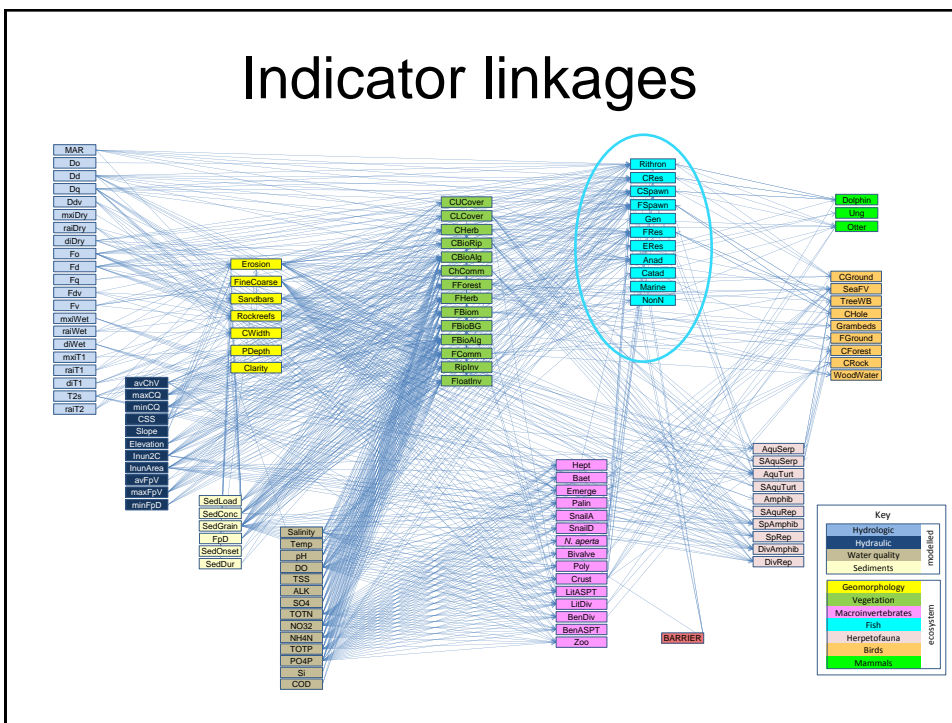 Indicator linkages
MAR
Do
Dd
Dq
Ddv
mxiDry
raiDry
diDry
Fo
Fd
Fq
Fdv
Fv
mxiWet
raiWet
diWet
mxiT1
raiT1
diT1
T2s
raiT2
avChV
maxCQ
minCQ
CSS
Slope
Elevation
Inun2C
InunArea
avFpV
maxFpV
minFpD
Erosion
FineCoarse
Sandbars
Rockreefs
CWidth
PDepth
Clarity
SedLoad
SedConc
SedGrain
FpD
SedOnset
SedDur
Salinity
Temp
pH
DO
TSS
ALK
SO4
TOTN
NO32
NH4N
TOTP
PO4P
Si
COD
CUCover
CLCover
CHerb
CBioRip
CBioAlg
ChComm
FForest
FHerb
FBiom
FBioBG
FBioAlg
FComm
RipInv
FloatInv
Hept
Baet
Emerge
Palin
SnailA
SnailD
N. aperta
Bivalve
Poly
Crust
LitASPT
LitDiv
BenDiv
BenASPT
Zoo
Rithron
CRes
CSpawn
FSpawn
Gen
FRes
ERes
Anad
Catad
Marine
NonN
BARRIER
Dolphin
Ung
Otter
CGround
SeaFV
TreeWB
CHole
Grambeds
FGround
CForest
CRock
WoodWater
AquSerp
SAquSerp
AquTurt
SAquTurt
Amphib
SAquRep
SpAmphib
SpRep
DivAmphib
DivRep
Key
Hydrologic
Hydraulic
Water quality
Sediments
modelled
Geomorphology
Vegetation
Macroinvertebrates
Fish
Herpetofauna
Birds
Mammals
ecosystem